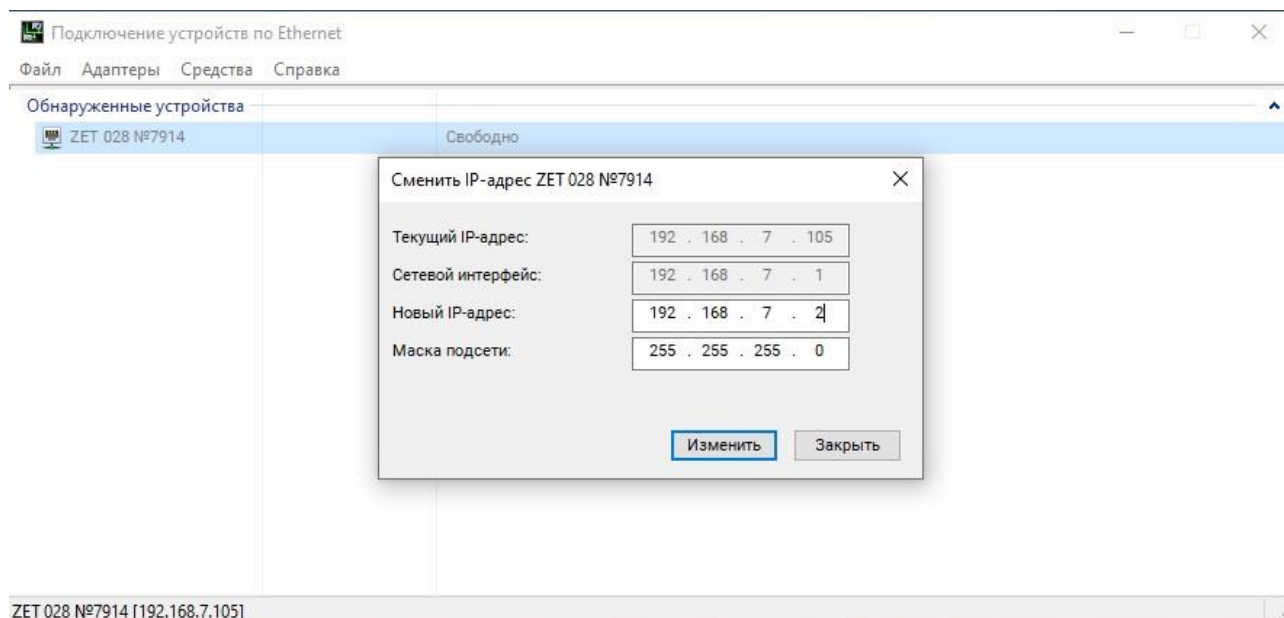 Подключение устройств по Ethernet
Файл Адаптеры Средства Справка
Обнаруженные устройства
ZET 028 №7914 Свободно
Сменить IP-адрес ZET 028 №7914
Текущий IP-адрес: 192 . 168 . 7 . 105
Сетевой интерфейс: 192 . 168 . 7 . 1
Новый IP-адрес: 192 . 168 . 7 . 2
Маска подсети: 255 . 255 . 255 . 0
Изменить Закрыть
ZET 028 №7914 [192.168.7.105]